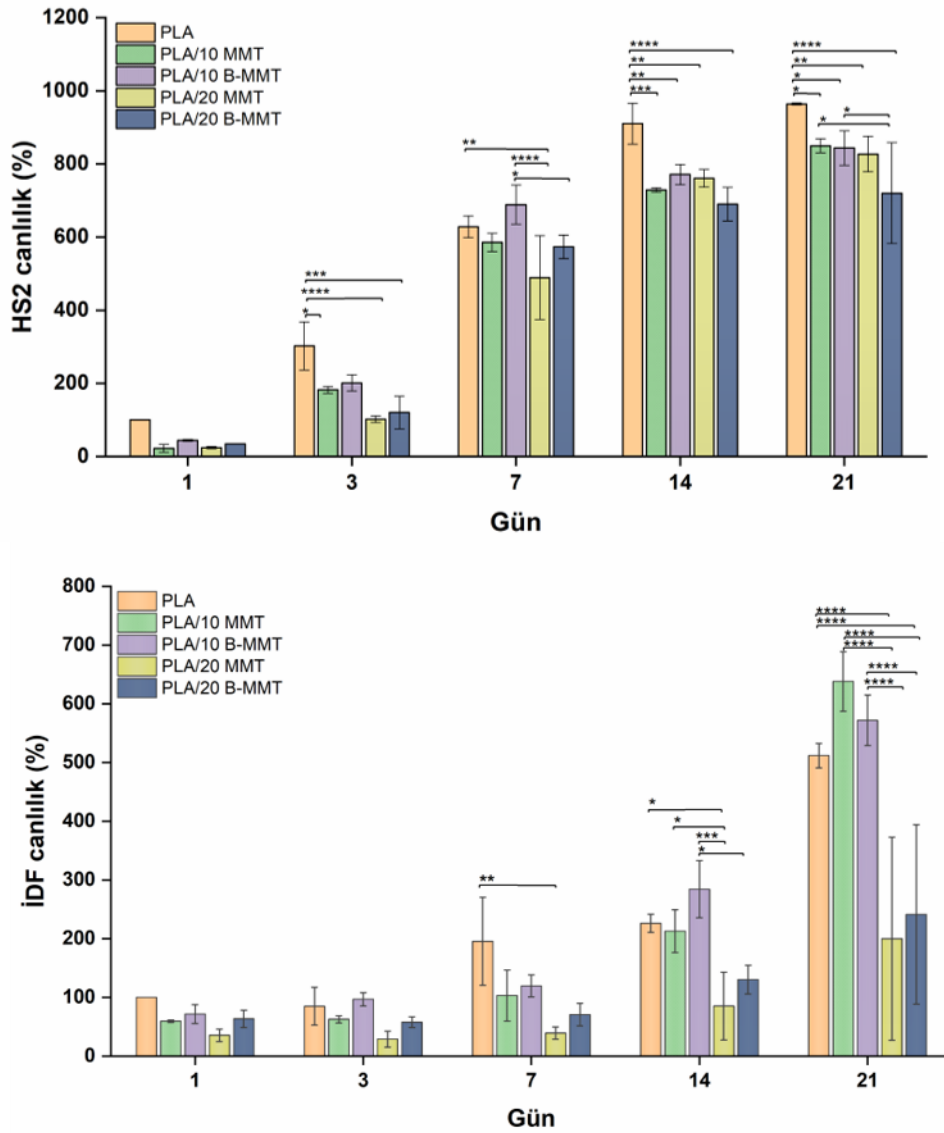 1200
1000
800
600
400
200
0
HS2 canlılık (%)
PLA
PLA/10 MMT
PLA/10 B-MMT
PLA/20 MMT
PLA/20 B-MMT
*
****
***
*
****
**
***
**
**
****
*
*
**
****
*
*
1 3 7 14 21
Gün
800
700
600
500
400
300
200
100
0
İDF canlılık (%)
PLA
PLA/10 MMT
PLA/10 B-MMT
PLA/20 MMT
PLA/20 B-MMT
**
*
*
***
*
****
****
****
****
****
****
1 3 7 14 21
Gün